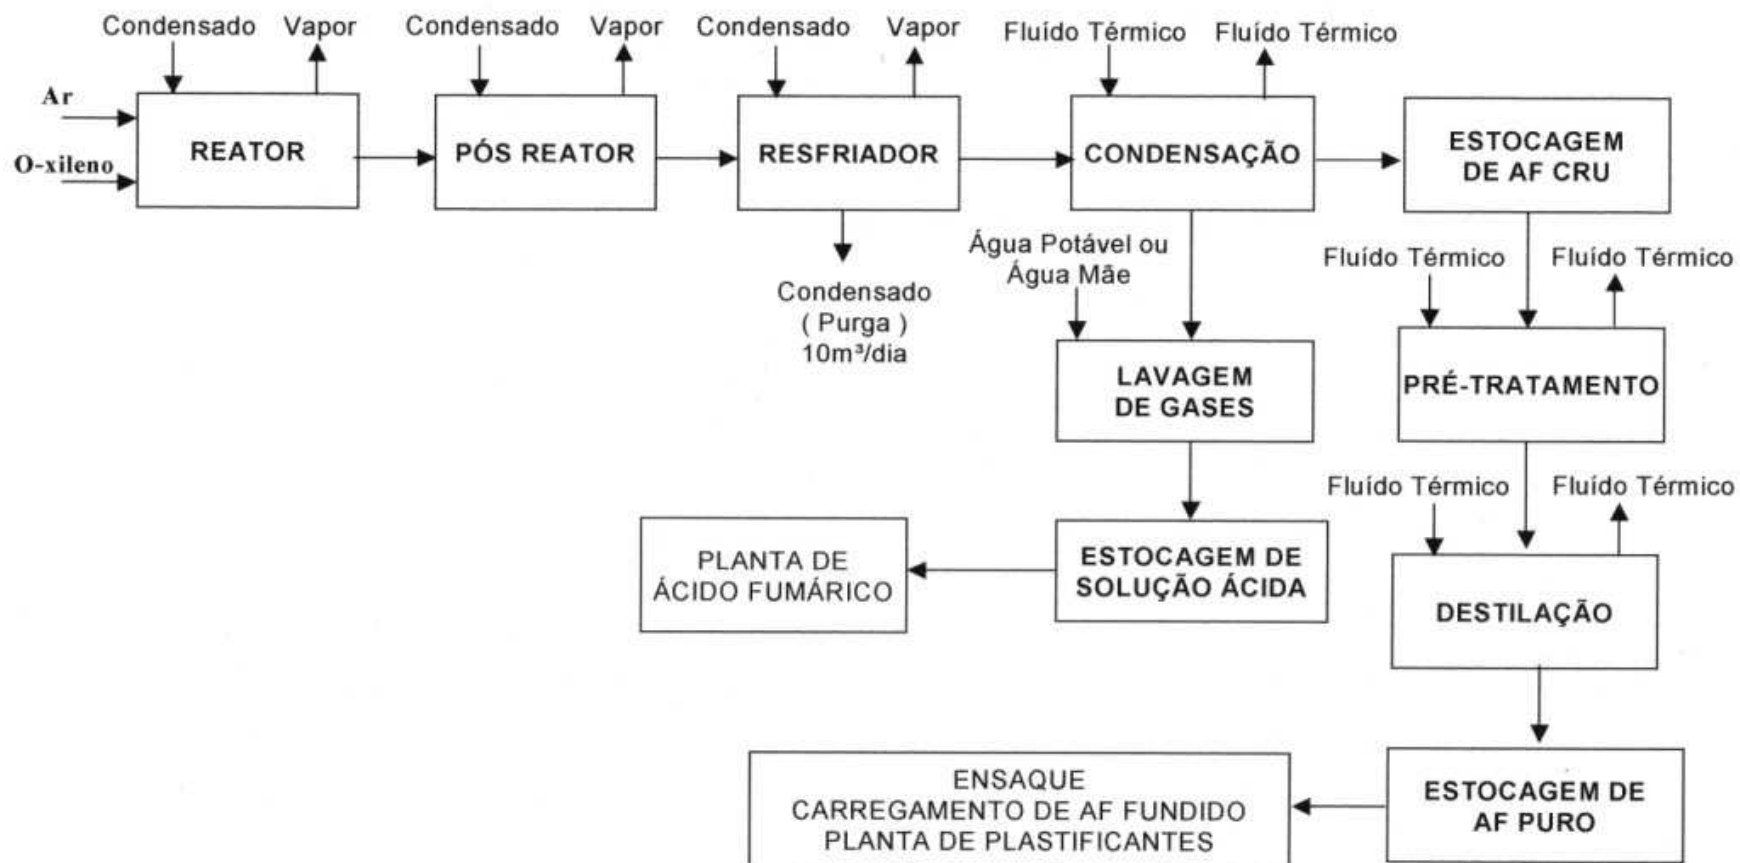 Condensado Vapor Condensado Vapor Condensado Vapor Fluído Térmico Fluído Térmico
Ar
O-xileno
REATOR
PÓS REATOR
RESFRIADOR
CONDENSAÇÃO
ESTOCAGEM
DE AF CRU
Condensado
( Purga )
10m³/dia
Água Potável ou
Água Mãe
Fluído Térmico Fluído Térmico
LAVAGEM
DE GASES
PRÉ-TRATAMENTO
Fluído Térmico Fluído Térmico
PLANTA DE
ÁCIDO FUMÁRICO
ESTOCAGEM DE
SOLUÇÃO ÁCIDA
DESTILAÇÃO
ENSAQUE
CARREGAMENTO DE AF FUNDIDO
PLANTA DE PLASTIFICANTES
ESTOCAGEM DE
AF PURO